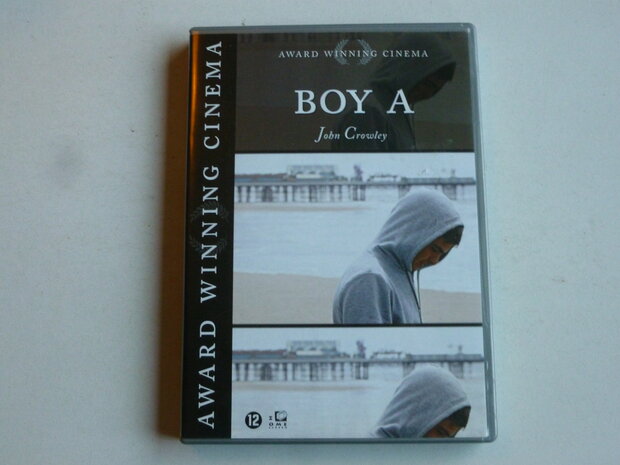 AWARD WINNING CINEMA
AWARD WINNING CINEMA
BOY A
John Crowley
12